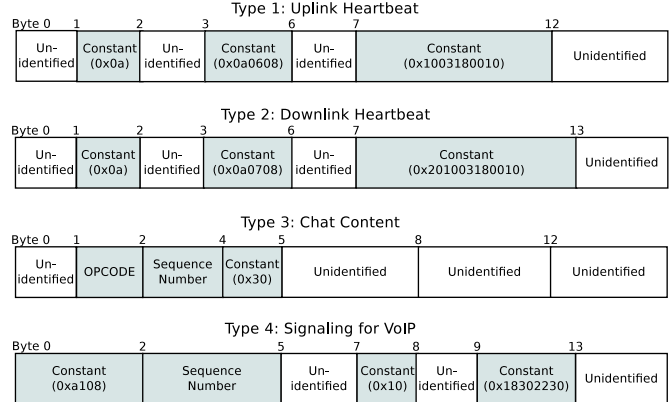 Type 1: Uplink Heartbeat
Byte 0 1 2 3 6 7 12
Un-
identified
Constant
(0x0a)
Un-
identified
Constant
(0x0a0608)
Un-
identified
Constant
(0x1003180010)
Unidentified
Type 2: Downlink Heartbeat
Byte 0 1 2 3 6 7 13
Un-
identified
Constant
(0x0a)
Un-
identified
Constant
(0x0a0708)
Un-
identified
Constant
(0x201003180010)
Unidentified
Type 3: Chat Content
Byte 0 1 2 4 5 8 12
Un-
identified
OPCODE
Sequence
Number
Constant
(0x30)
Unidentified
Unidentified
Unidentified
Type 4: Signaling for VoIP
Byte 0 2 5 7 8 9 13
Constant
(0xa108)
Sequence
Number
Un-
identified
Constant
(0x10)
Un-
identified
Constant
(0x18302230)
Unidentified